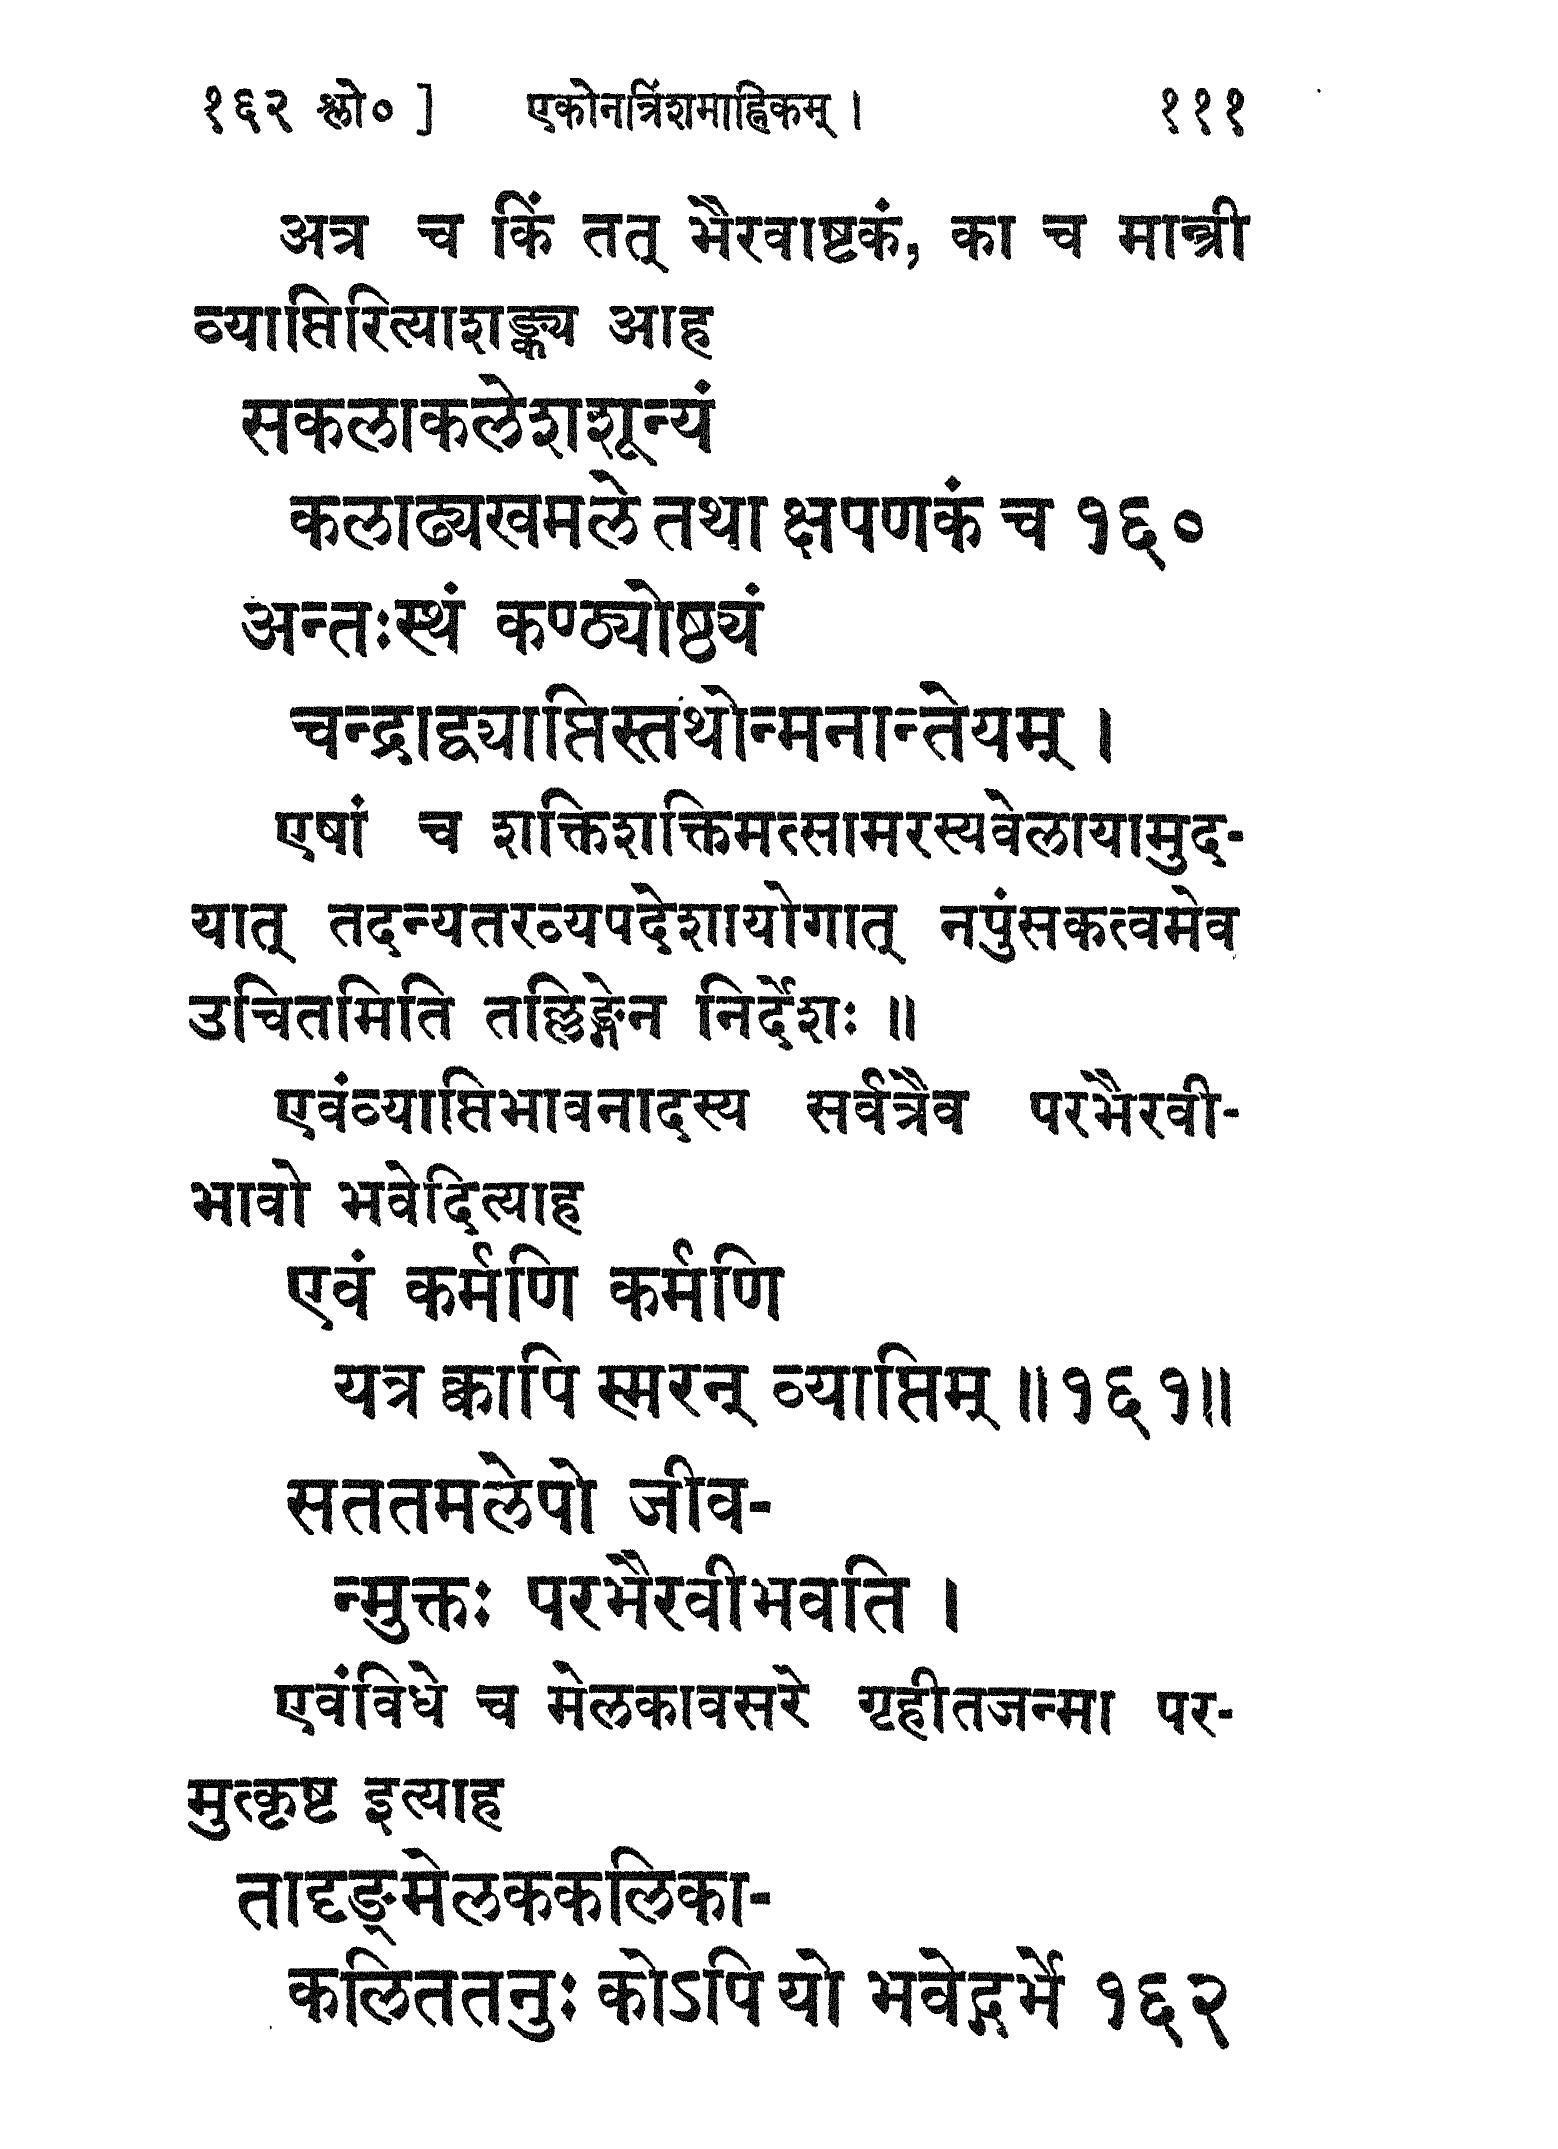 १६२ श्लो० ] एकोनत्रिंशमाह्निकम् । १११
अत्र च किं तत् भैरवाष्टकं, का च मान्त्री
व्याप्तिरित्याशङ्क्य आह
सकलाकलेशशून्यं
कलाढ्यखमले तथा क्षपणकं च १६०
अन्तःस्थं कण्ठ्योष्ठ्यं
चन्द्राद्व्याप्तिस्तथोन्मनान्तेयम् ।
एषां च शक्तिशक्तिमत्सामरस्यवेलायामुद-
यात् तदन्यतरव्यपदेशायोगात् नपुंसकत्वमेव
उचितमिति तल्लिङ्गेन निर्देशः ॥
एवंव्याप्तिभावनादस्य सर्वत्रैव परभैरवी-
भावो भवेदित्याह
एवं कर्मणि कर्मणि
यत्र क्वापि स्मरन् व्याप्तिम् ॥१६१॥
सततमलेपो जीव-
न्मुक्तः परभैरवीभवति ।
एवंविधे च मेलकावसरे गृहीतजन्मा पर-
मुत्कृष्ट इत्याह
तादृङ्मेलककलिका-
कलिततनुः कोऽपि यो भवेद्गर्भे १६२